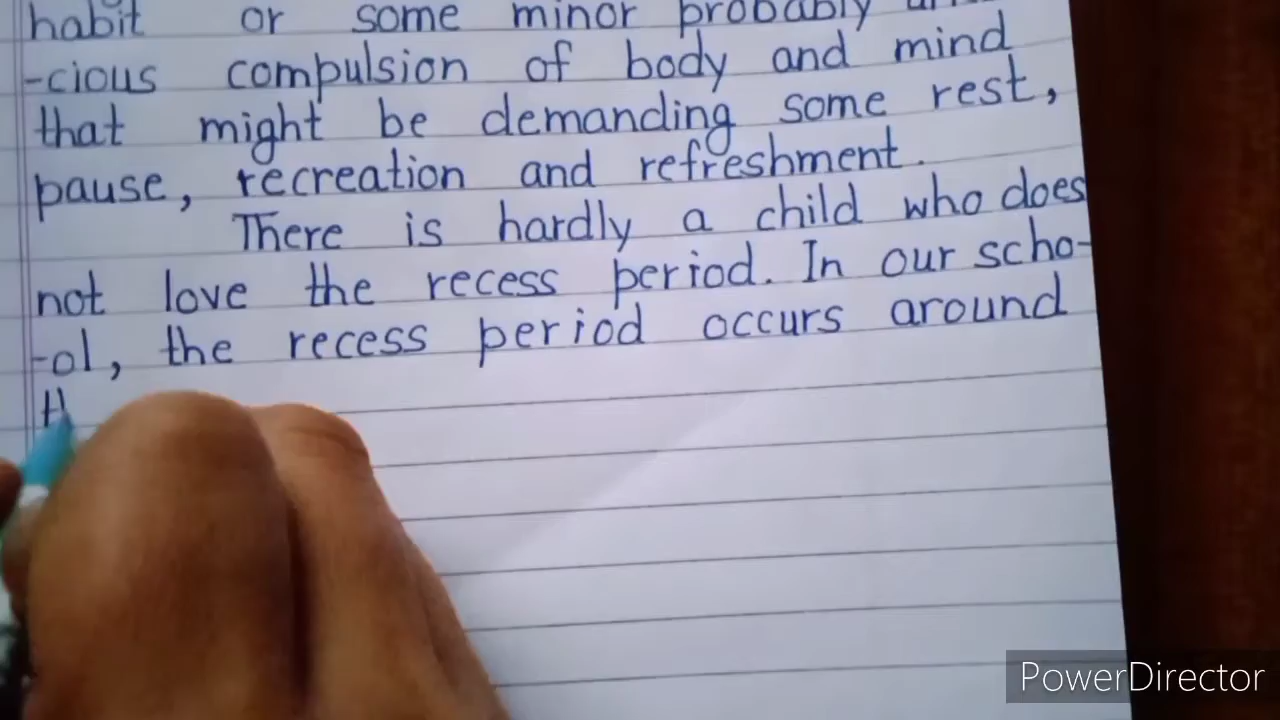 habit or some minor probably
-cious compulsion of body and mind
that might be demanding some rest,
pause, recreation and refreshment.
There is hardly a child who does
not love the recess period. In our scho-
-ol, the recess period occurs around
PowerDirector